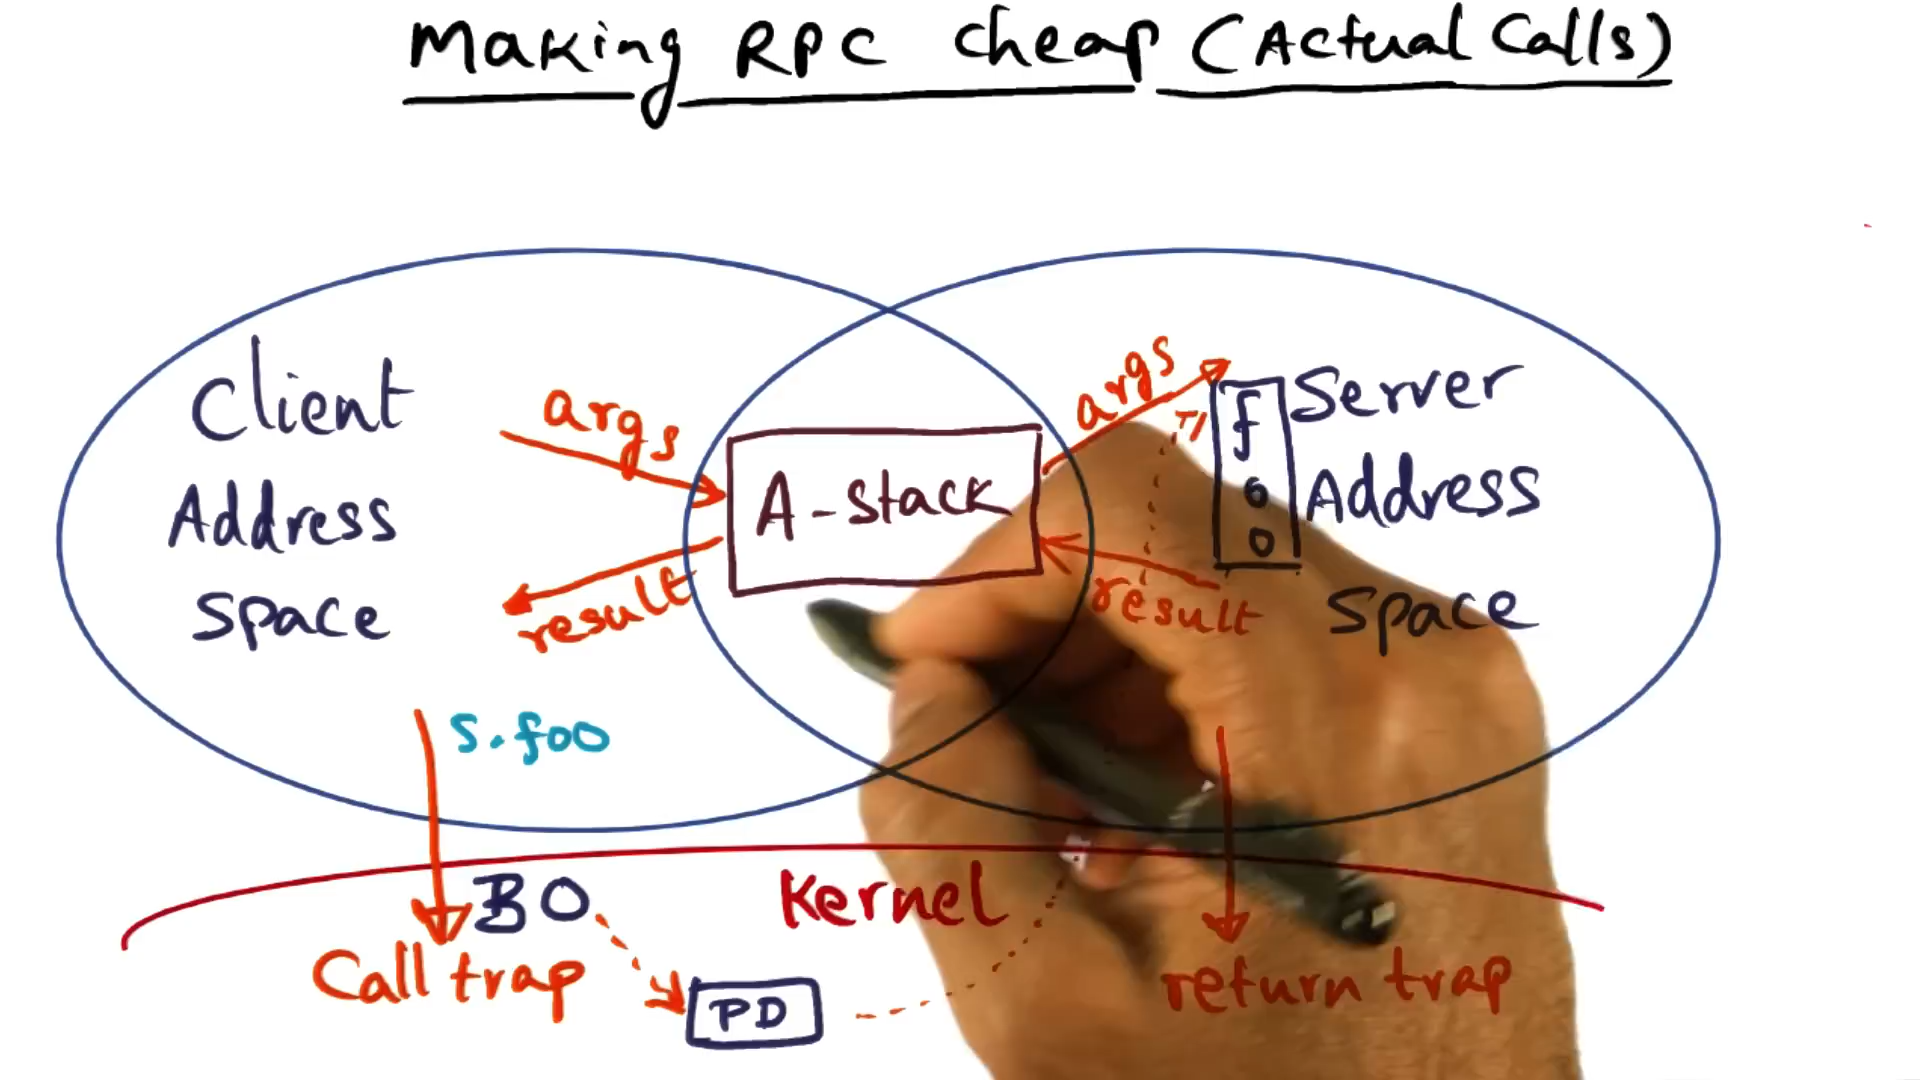 Making RPC cheap (Actual Calls)
Client
Address
Space
args
result
A-stack
args
result
foo
Server
Address
Space
s.foo
BO
Kernel
Call trap
PD
return trap